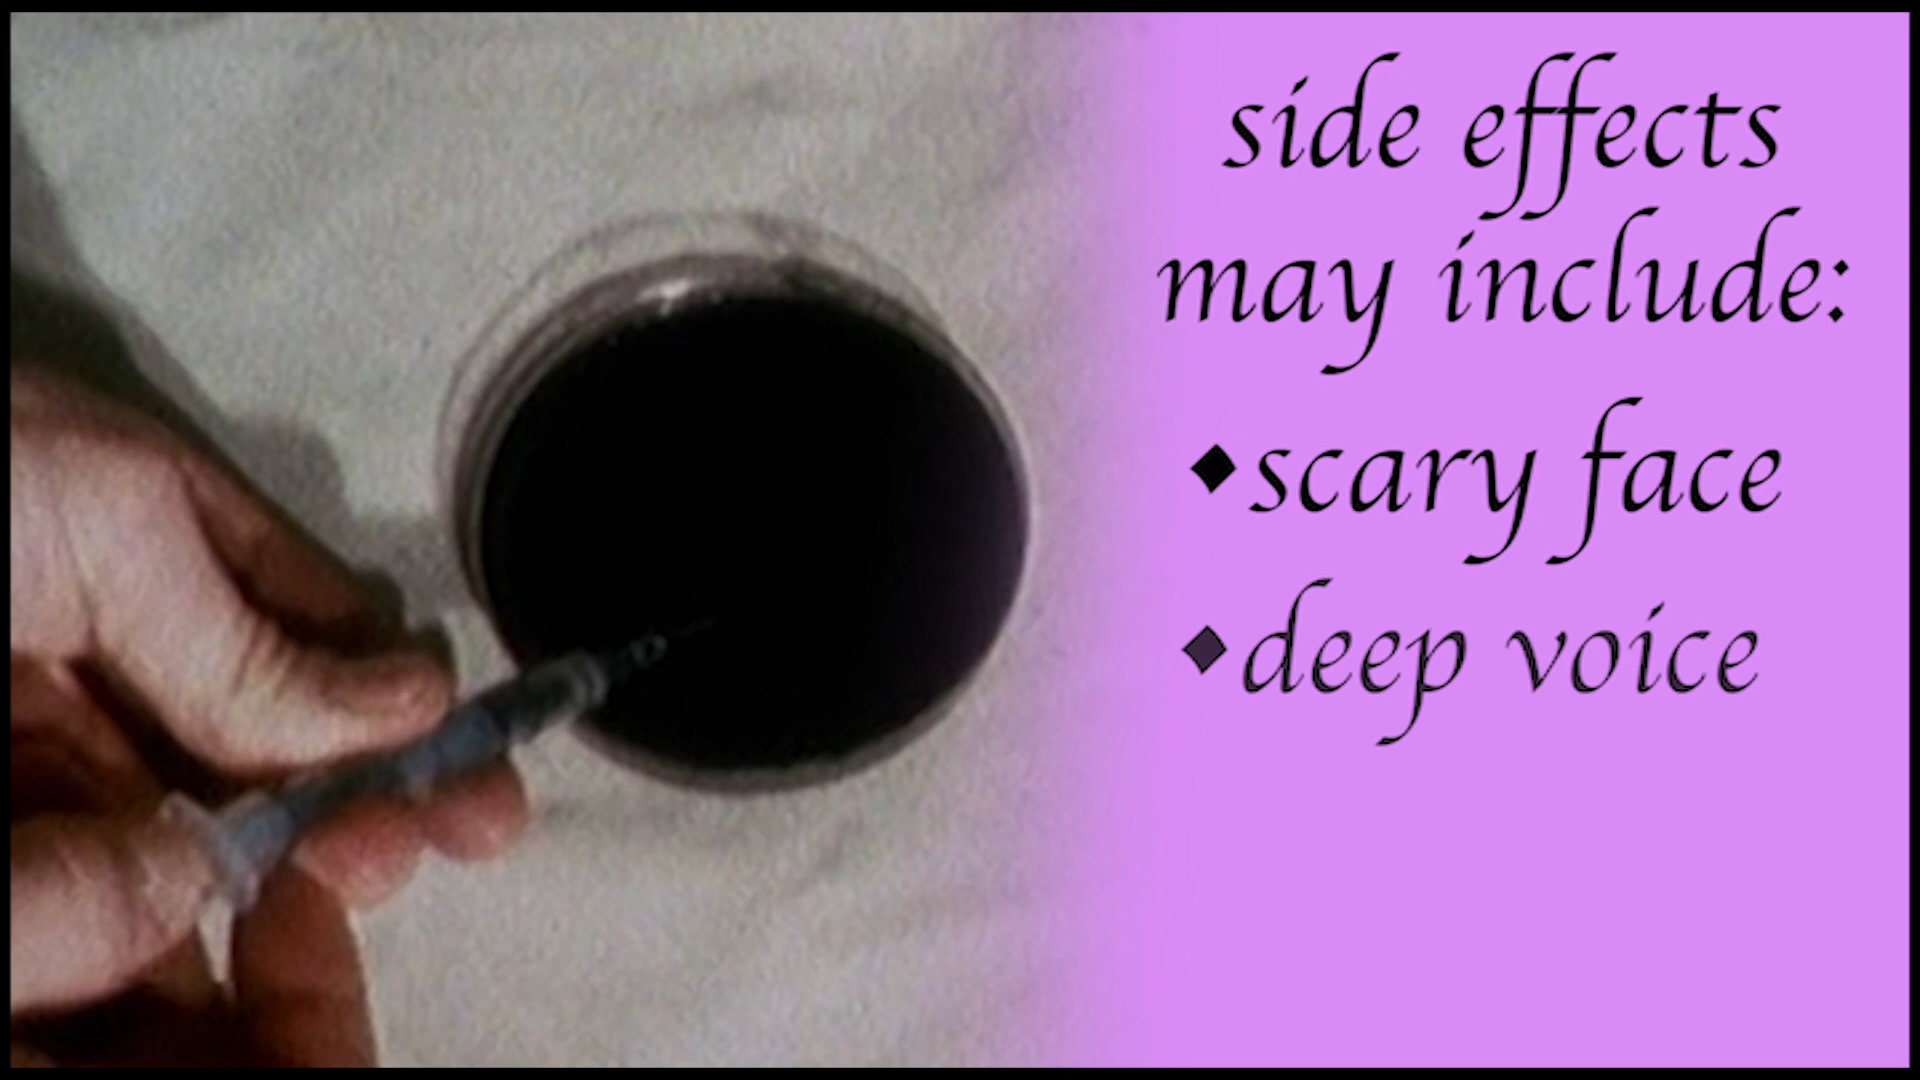 side effects
may include:
◆scary face
◆deep voice